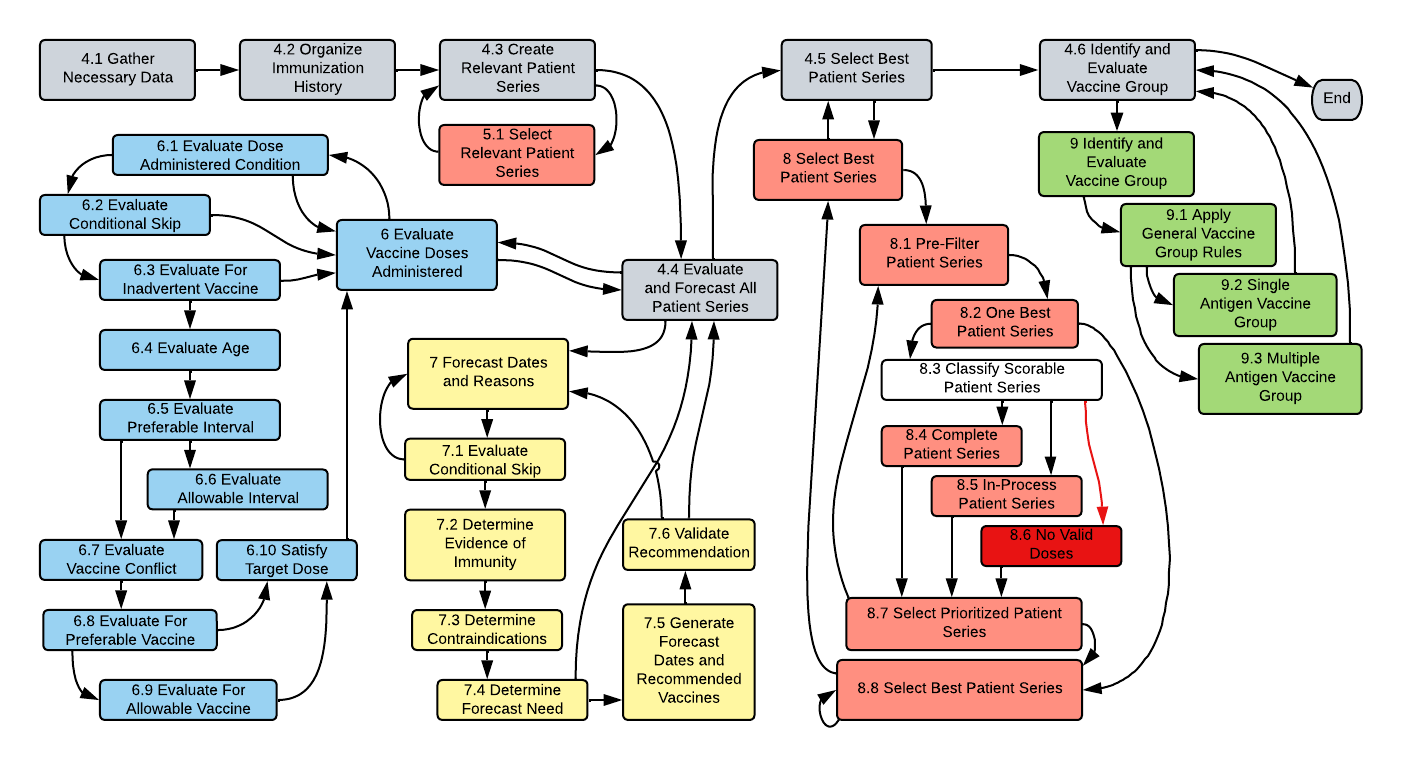 4.1 Gather
Necessary Data
4.2 Organize
Immunization
History
4.3 Create
Relevant Patient
Series
5.1 Select
Relevant Patient
Series
4.5 Select Best
Patient Series
4.6 Identify and
Evaluate
Vaccine Group
End
6.1 Evaluate Dose
Administered Condition
6.2 Evaluate
Conditional Skip
6 Evaluate
Vaccine Doses
Administered
6.3 Evaluate For
Inadvertent Vaccine
6.4 Evaluate Age
6.5 Evaluate
Preferable Interval
6.6 Evaluate
Allowable Interval
6.7 Evaluate
Vaccine Conflict
6.10 Satisfy
Target Dose
6.8 Evaluate For
Preferable Vaccine
6.9 Evaluate For
Allowable Vaccine
4.4 Evaluate
and Forecast All
Patient Series
7 Forecast Dates
and Reasons
7.1 Evaluate
Conditional Skip
7.2 Determine
Evidence of
Immunity
7.3 Determine
Contraindications
7.4 Determine
Forecast Need
7.6 Validate
Recommendation
7.5 Generate
Forecast
Dates and
Recommended
Vaccines
8 Select Best
Patient Series
8.1 Pre-Filter
Patient Series
8.2 One Best
Patient Series
8.3 Classify Scorable
Patient Series
8.4 Complete
Patient Series
8.5 In-Process
Patient Series
8.6 No Valid
Doses
8.7 Select Prioritized Patient
Series
8.8 Select Best Patient Series
9 Identify and
Evaluate
Vaccine Group
9.1 Apply
General Vaccine
Group Rules
9.2 Single
Antigen Vaccine
Group
9.3 Multiple
Antigen Vaccine
Group